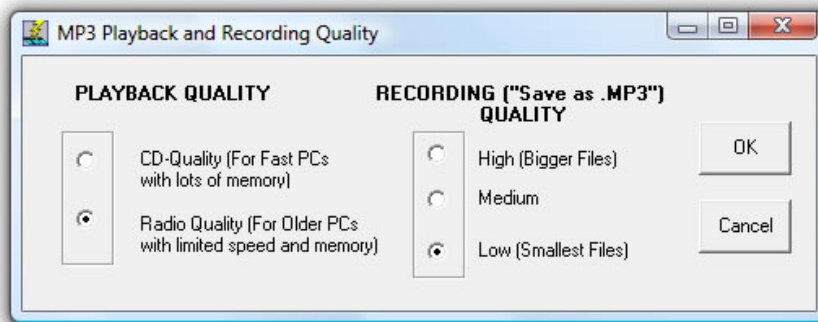 MP3 Playback and Recording Quality
PLAYBACK QUALITY
CD-Quality (For Fast PCs
with lots of memory)
Radio Quality (For Older PCs
with limited speed and memory)
RECORDING ("Save as .MP3")
QUALITY
High (Bigger Files)
Medium
Low (Smallest Files)
OK
Cancel